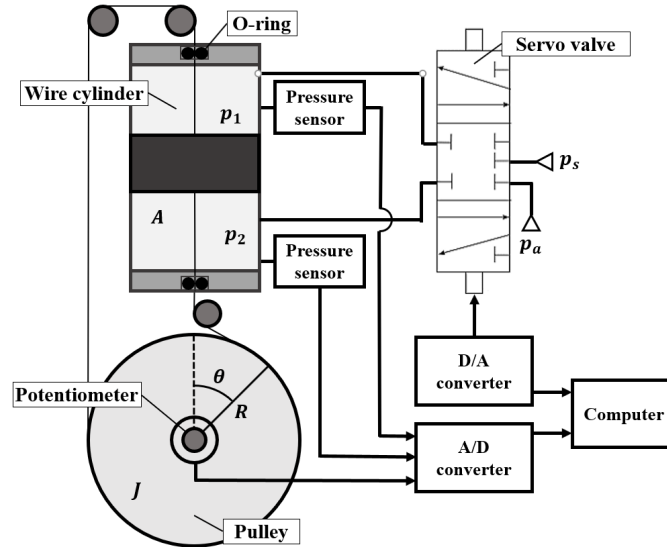 O-ring
Servo valve
Wire cylinder
p1
Pressure
sensor
ps
A
p2
pa
Pressure
sensor
D/A
converter
θ
Potentiometer
R
Computer
A/D
converter
J
Pulley